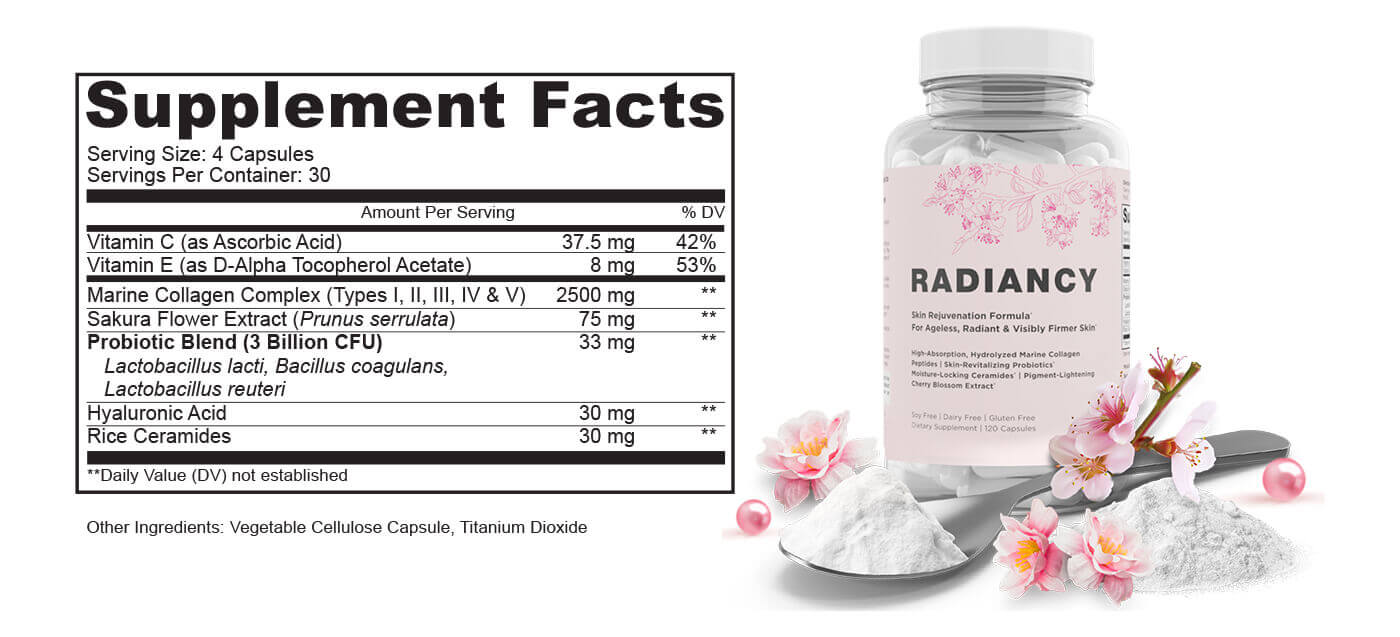 Supplement Facts
Serving Size: 4 Capsules
Servings Per Container: 30
Amount Per Serving % DV
Vitamin C (as Ascorbic Acid) 37.5 mg 42%
Vitamin E (as D-Alpha Tocopherol Acetate) 8 mg 53%
Marine Collagen Complex (Types I, II, III, IV & V) 2500 mg **
Sakura Flower Extract (Prunus serrulata) 75 mg **
Probiotic Blend (3 Billion CFU) 33 mg **
Lactobacillus lacti, Bacillus coagulans,
Lactobacillus reuteri
Hyaluronic Acid 30 mg **
Rice Ceramides 30 mg **
**Daily Value (DV) not established
Other Ingredients: Vegetable Cellulose Capsule, Titanium Dioxide
RADIANCY
Skin Rejuvenation Formula*
For Ageless, Radiant & Visibly Firmer Skin*
High-Absorption, Hydrolyzed Marine Collagen
Peptides | Skin-Revitalizing Probiotics*
Moisture-Locking Ceramides* | Pigment-Lightening
Cherry Blossom Extract*
Soy Free | Dairy Free | Gluten Free
Dietary Supplement | 120 Capsules